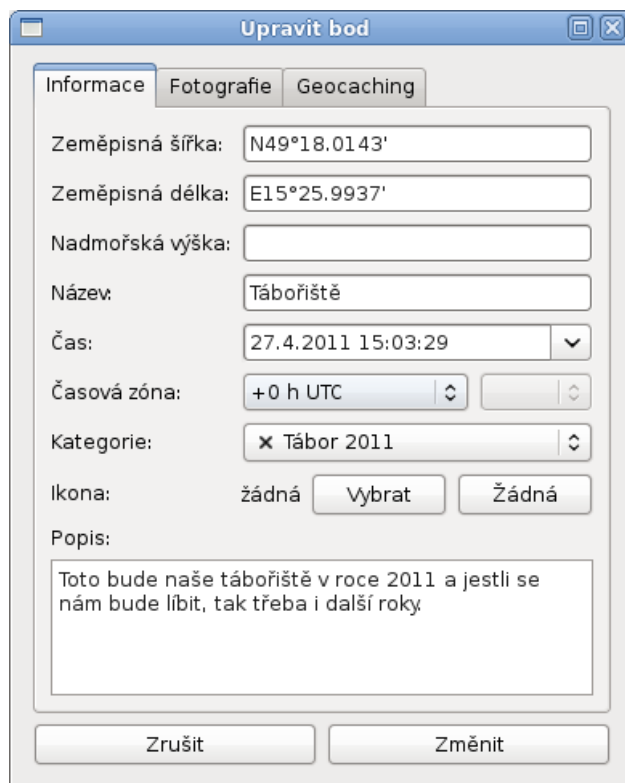 Upravit bod
Informace Fotografie Geocaching
Zeměpisná šířka: N49°18.0143'
Zeměpisná délka: E15°25.9937'
Nadmořská výška:
Název: Tábořiště
Čas: 27.4.2011 15:03:29
Časová zóna: +0 h UTC
Kategorie: × Tábor 2011
Ikona: žádná Vybrat Žádná
Popis:
Toto bude naše tábořiště v roce 2011 a jestli se
nám bude líbit, tak třeba i další roky.
Zrušit Změnit